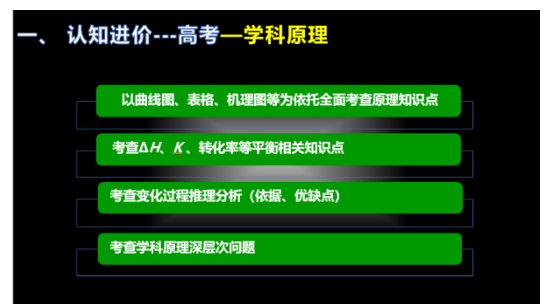 一、 认知进价---高考—学科原理
以曲线图、表格、机理图等为依托全面考查原理知识点
考查ΔH、K、转化率等平衡相关知识点
考查变化过程推理分析（依据、优缺点）
考查学科原理深层次问题